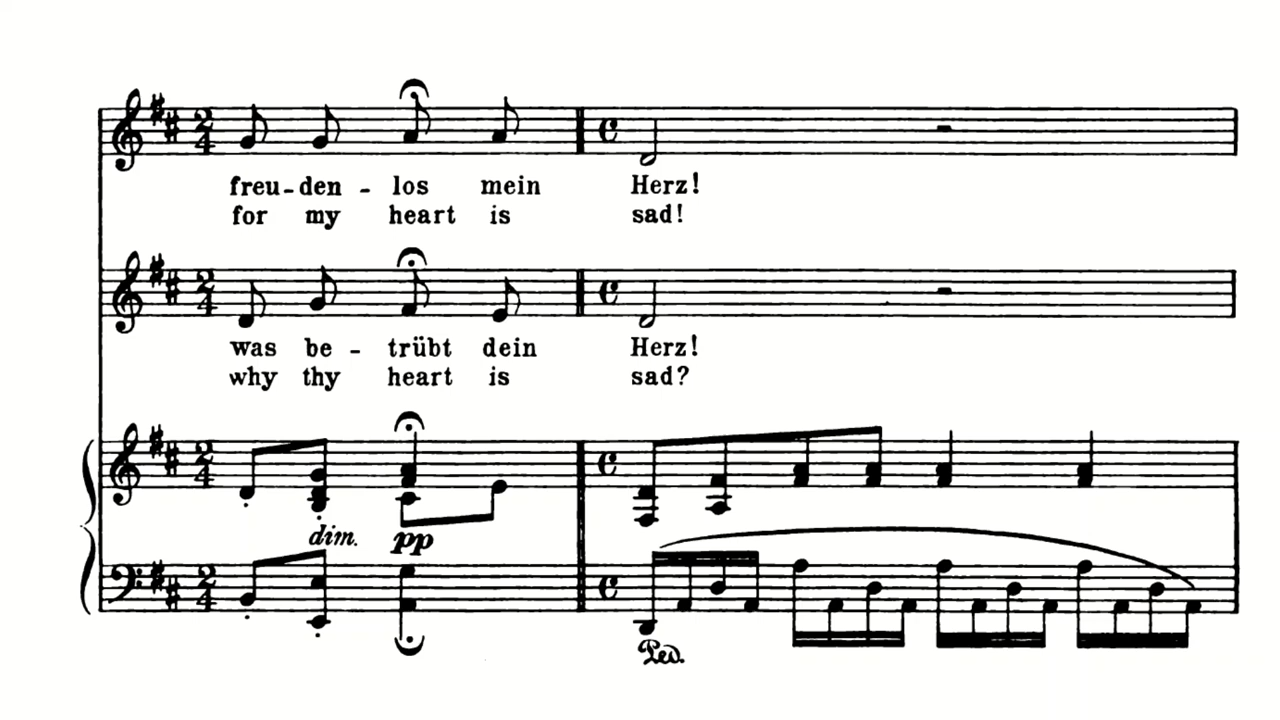 freu-den - los mein Herz!
for my heart is sad!
was be - trübt dein Herz!
why thy heart is sad?
dim. pp
Ped.